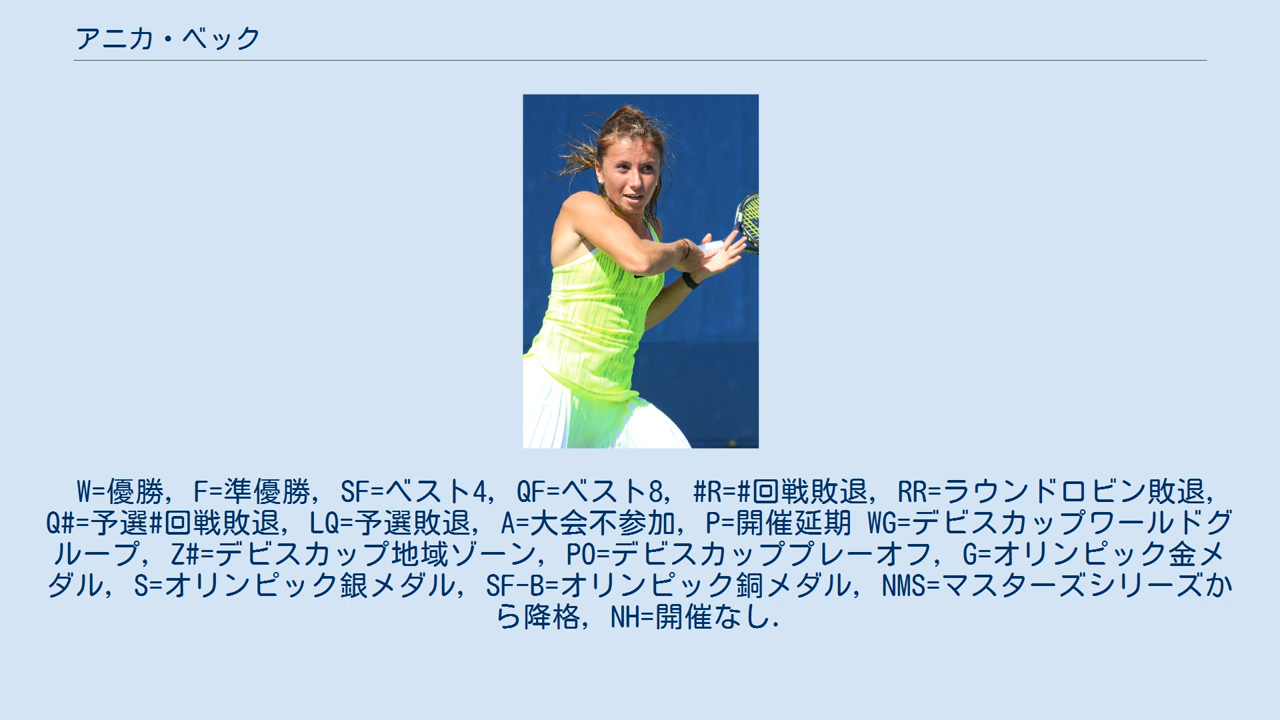 アニカ・ベック
W=優勝, F=準優勝, SF=ベスト4, QF=ベスト8, #R=#回戦敗退, RR=ラウンドロビン敗退,
Q#=予選#回戦敗退, LQ=予選敗退, A=大会不参加, P=開催延期 WG=デビスカップワールドグ
ループ, Z#=デビスカップ地域ゾーン, PO=デビスカッププレーオフ, G=オリンピック金メ
ダル, S=オリンピック銀メダル, SF-B=オリンピック銅メダル, NMS=マスターズシリーズか
ら降格, NH=開催なし.